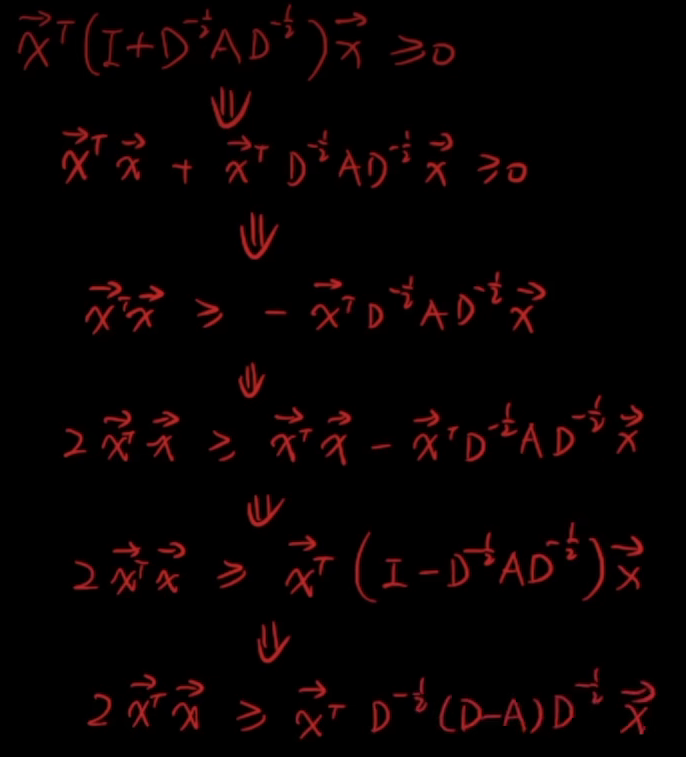 $\vec{x}^T(I+D^{-\frac{1}{2}}AD^{-\frac{1}{2}})\vec{x} \geq 0$
$\Downarrow$
$\vec{x}^T\vec{x} + \vec{x}^T D^{-\frac{1}{2}}AD^{-\frac{1}{2}}\vec{x} \geq 0$
$\Downarrow$
$\vec{x}^T\vec{x} \geq -\vec{x}^T D^{-\frac{1}{2}}AD^{-\frac{1}{2}}\vec{x}$
$\Downarrow$
$2\vec{x}^T\vec{x} \geq \vec{x}^T\vec{x} - \vec{x}^T D^{-\frac{1}{2}}AD^{-\frac{1}{2}}\vec{x}$
$\Downarrow$
$2\vec{x}^T\vec{x} \geq \vec{x}^T(I-D^{-\frac{1}{2}}AD^{-\frac{1}{2}})\vec{x}$
$\Downarrow$
$2\vec{x}^T\vec{x} \geq \vec{x}^T D^{-\frac{1}{2}}(D-A)D^{-\frac{1}{2}}\vec{x}$